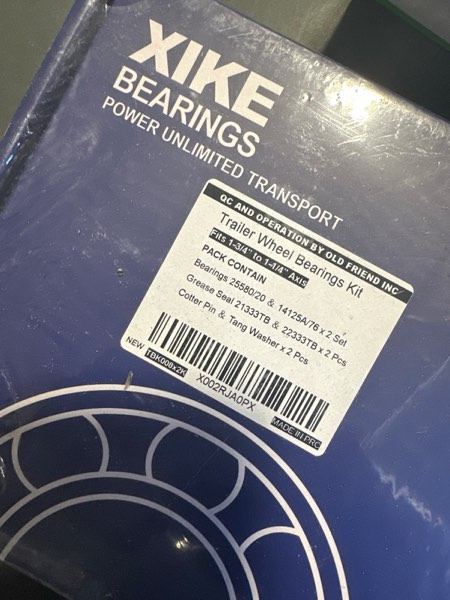 XIKE
BEARINGS
POWER UNLIMITED TRANSPORT
QC AND OPERATION BY OLD FRIEND INC
Trailer Wheel Bearings Kit
Fits 1-3/4" to 1-1/4" Axis
PACK CONTAIN
Bearings 25580/20 & 14125A/76 x 2 Set
Grease Seal 21333TB & 22333TB x 2 Pcs
Cotter Pin & Tang Washer x 2 Pcs
X002RJA0PX
NEW TBK008x2K MADE IN PRC